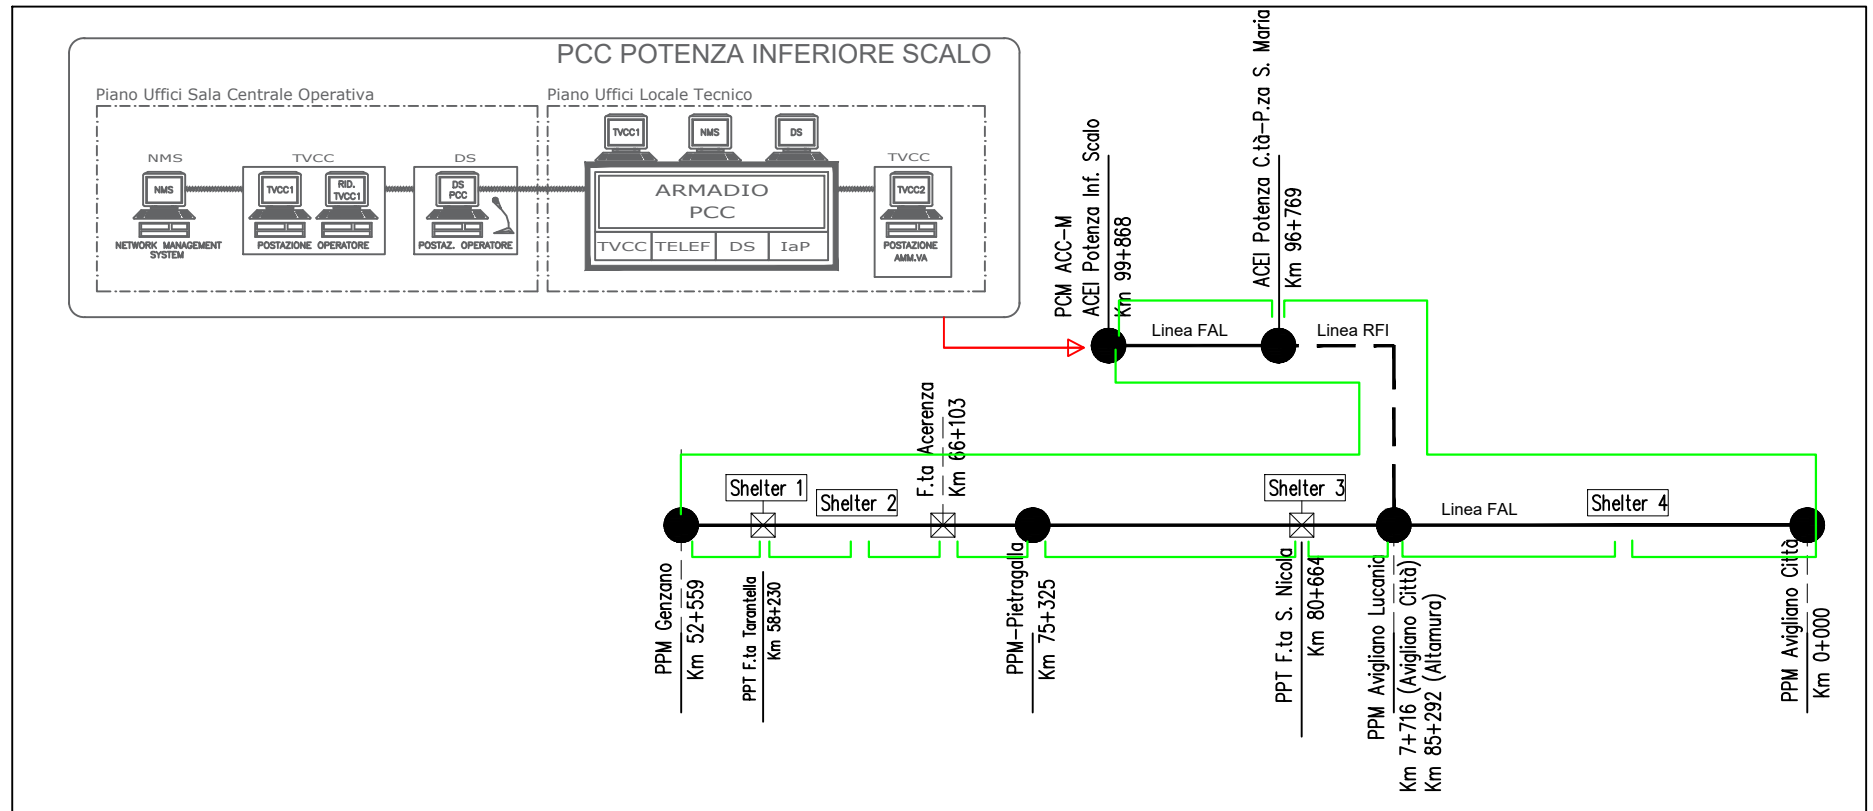 PCC POTENZA INFERIORE SCALO
Piano Uffici Sala Centrale Operativa
Piano Uffici Locale Tecnico
NMS
TVCC
DS
TVCC1
NMS
DS
TVCC
NMS
TVCC1
RID.
TVCC1
DS
PCC
ARMADIO
PCC
TVCC2
NETWORK MANAGEMENT
SYSTEM
POSTAZIONE OPERATORE
POSTAZ. OPERATORE
TVCC
TELEF
DS
IaP
POSTAZIONE
AMM.VA
PCM ACC-M
ACEI Potenza Inf. Scalo
Km 99+868
ACEI Potenza C.tà-P.za S. Maria
Km 96+769
Linea FAL
Linea RFI
F.ta Acerenza
Km 66+103
Shelter 1
Shelter 2
Shelter 3
Linea FAL
Shelter 4
PPM Genzano
Km 52+559
PPT F.ta Tarantella
Km 58+230
PPM-Pietragalla
Km 75+325
PPT F.ta S. Nicola
Km 80+664
PPM Avigliano Lucania
Km 7+716 (Avigliano Città)
Km 85+292 (Altamura)
PPM Avigliano Città
Km 0+000